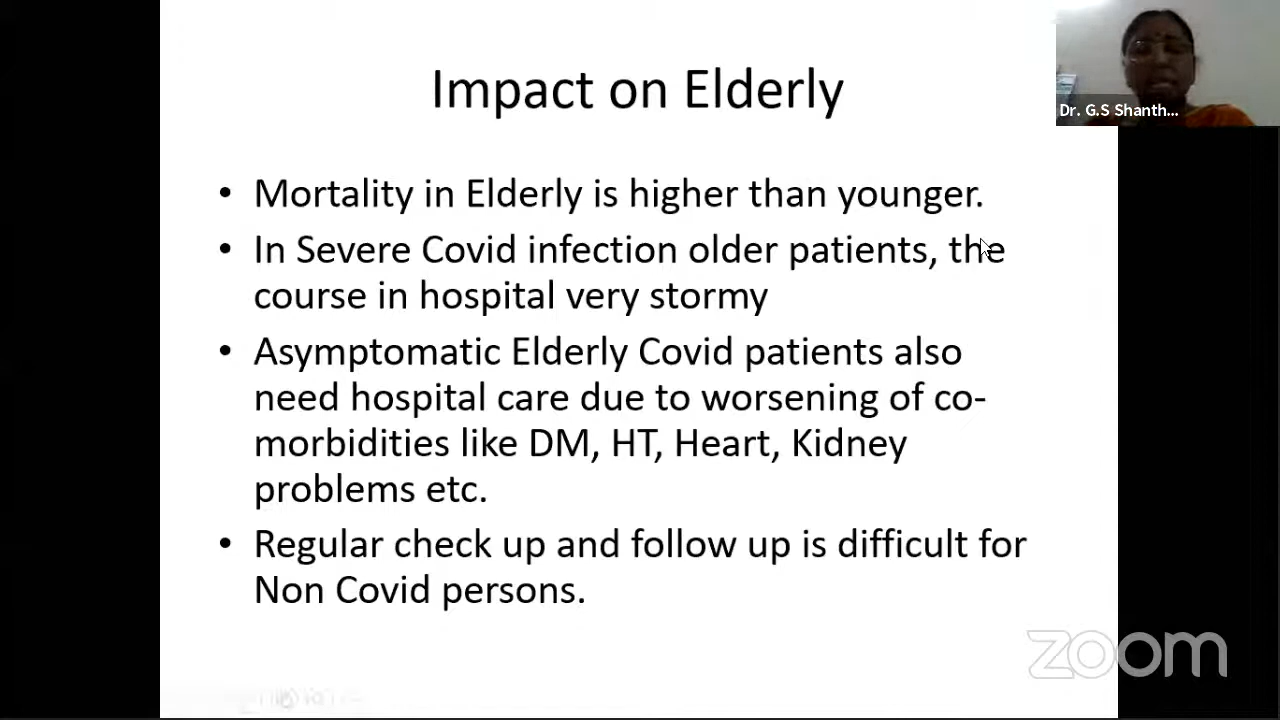 Impact on Elderly
Dr. G.S Shanth...
• Mortality in Elderly is higher than younger.
• In Severe Covid infection older patients, the
course in hospital very stormy
• Asymptomatic Elderly Covid patients also
need hospital care due to worsening of co-
morbidities like DM, HT, Heart, Kidney
problems etc.
• Regular check up and follow up is difficult for
Non Covid persons.
zoom